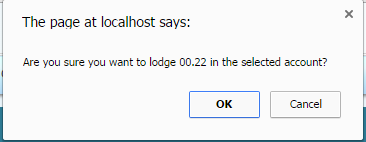 The page at localhost says:
Are you sure you want to lodge 00.22 in the selected account?
OK
Cancel